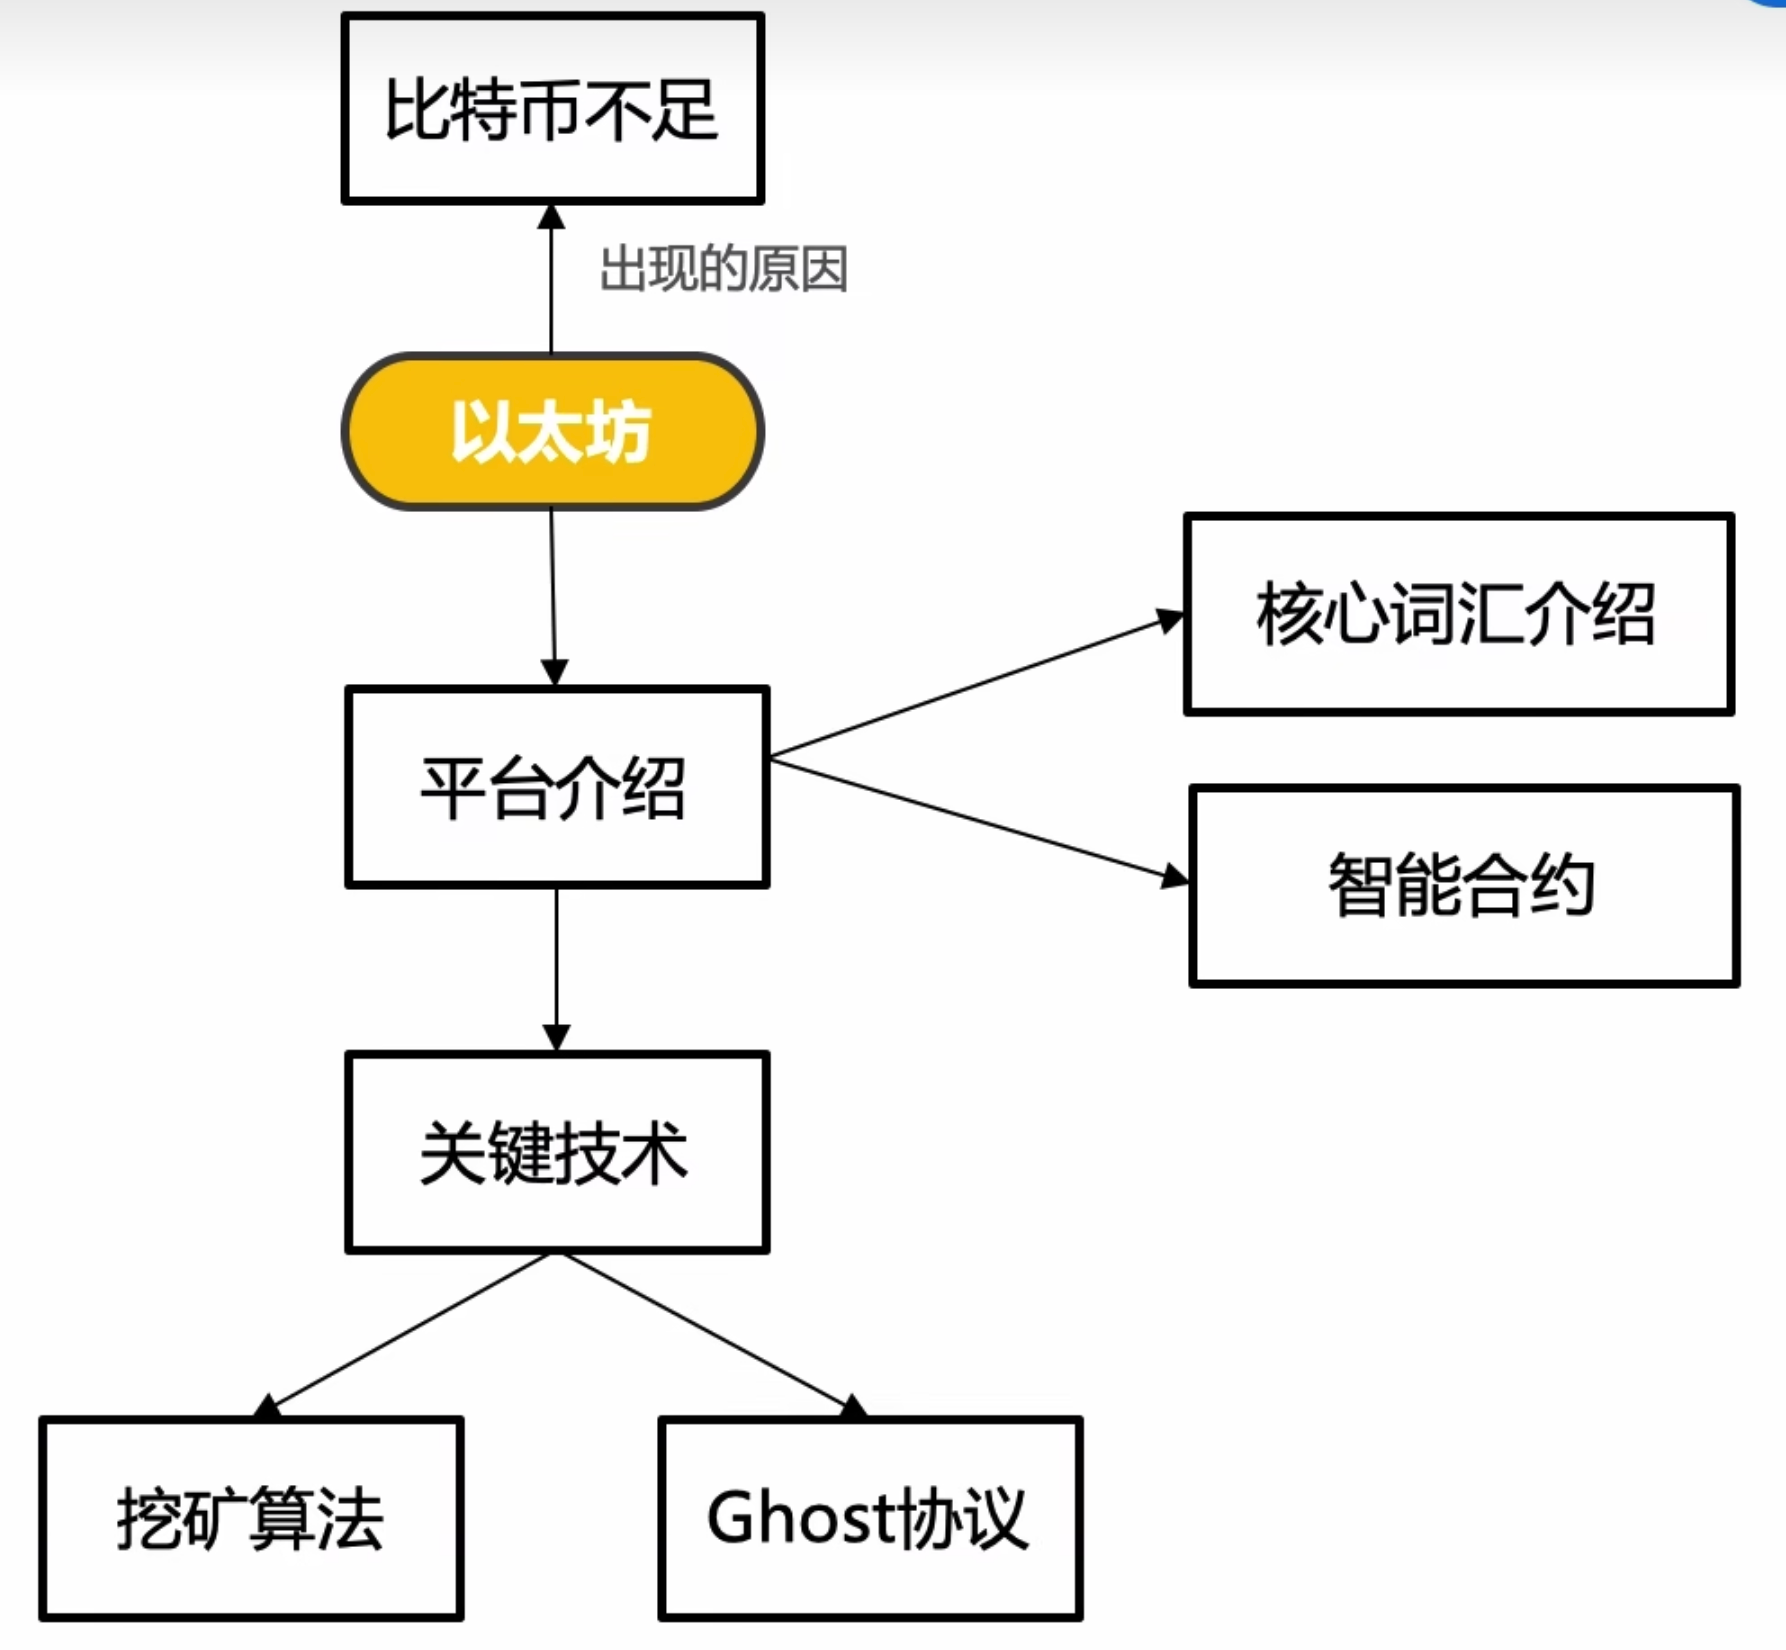 比特币不足
出现的原因
以太坊
核心词汇介绍
平台介绍
智能合约
关键技术
挖矿算法
Ghost协议